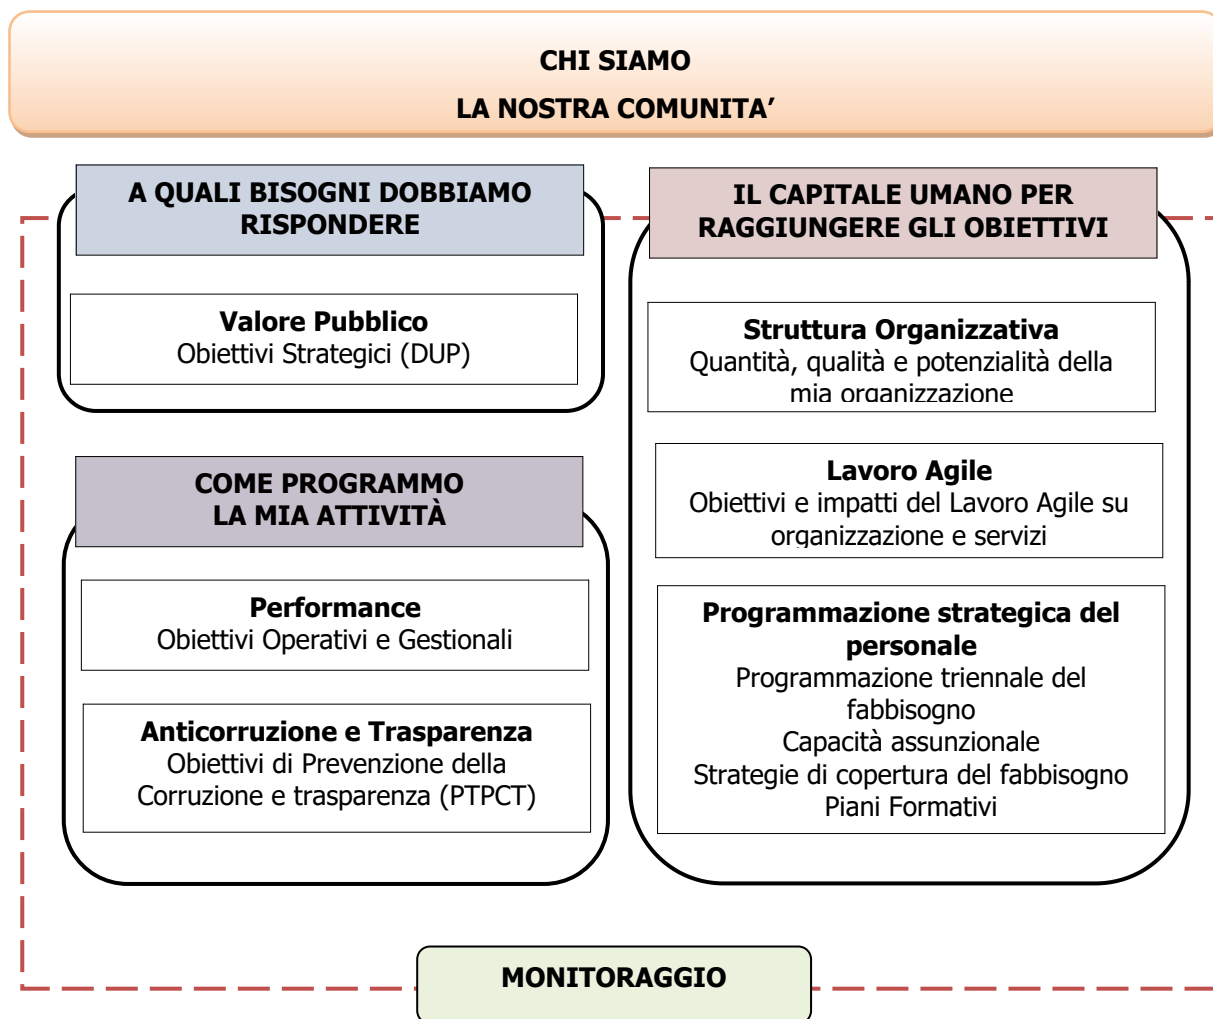 CHI SIAMO
LA NOSTRA COMUNITA’
A QUALI BISOGNI DOBBIAMO
RISPONDERE
Valore Pubblico
Obiettivi Strategici (DUP)
COME PROGRAMMO
LA MIA ATTIVITÀ
Performance
Obiettivi Operativi e Gestionali
Anticorruzione e Trasparenza
Obiettivi di Prevenzione della
Corruzione e trasparenza (PTPCT)
IL CAPITALE UMANO PER
RAGGIUNGERE GLI OBIETTIVI
Struttura Organizzativa
Quantità, qualità e potenzialità della
mia organizzazione
Lavoro Agile
Obiettivi e impatti del Lavoro Agile su
organizzazione e servizi
Programmazione strategica del
personale
Programmazione triennale del
fabbisogno
Capacità assunzionale
Strategie di copertura del fabbisogno
Piani Formativi
MONITORAGGIO